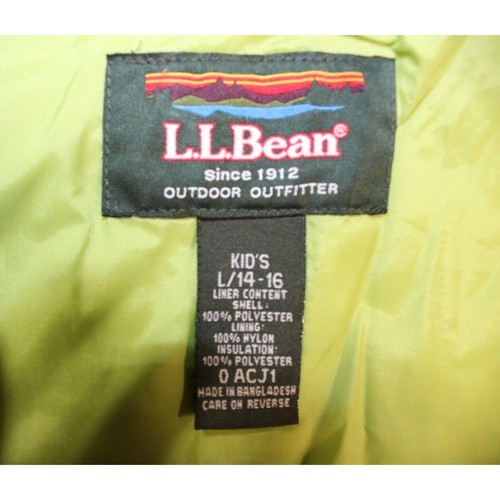 L.L.Bean®
Since 1912
OUTDOOR OUTFITTER
KID'S
L/14-16
LINER CONTENT
SHELL:
100% POLYESTER
LINING:
100% NYLON
INSULATION:
100% POLYESTER
0 ACJ1
MADE IN BANGLADESH
CARE ON REVERSE